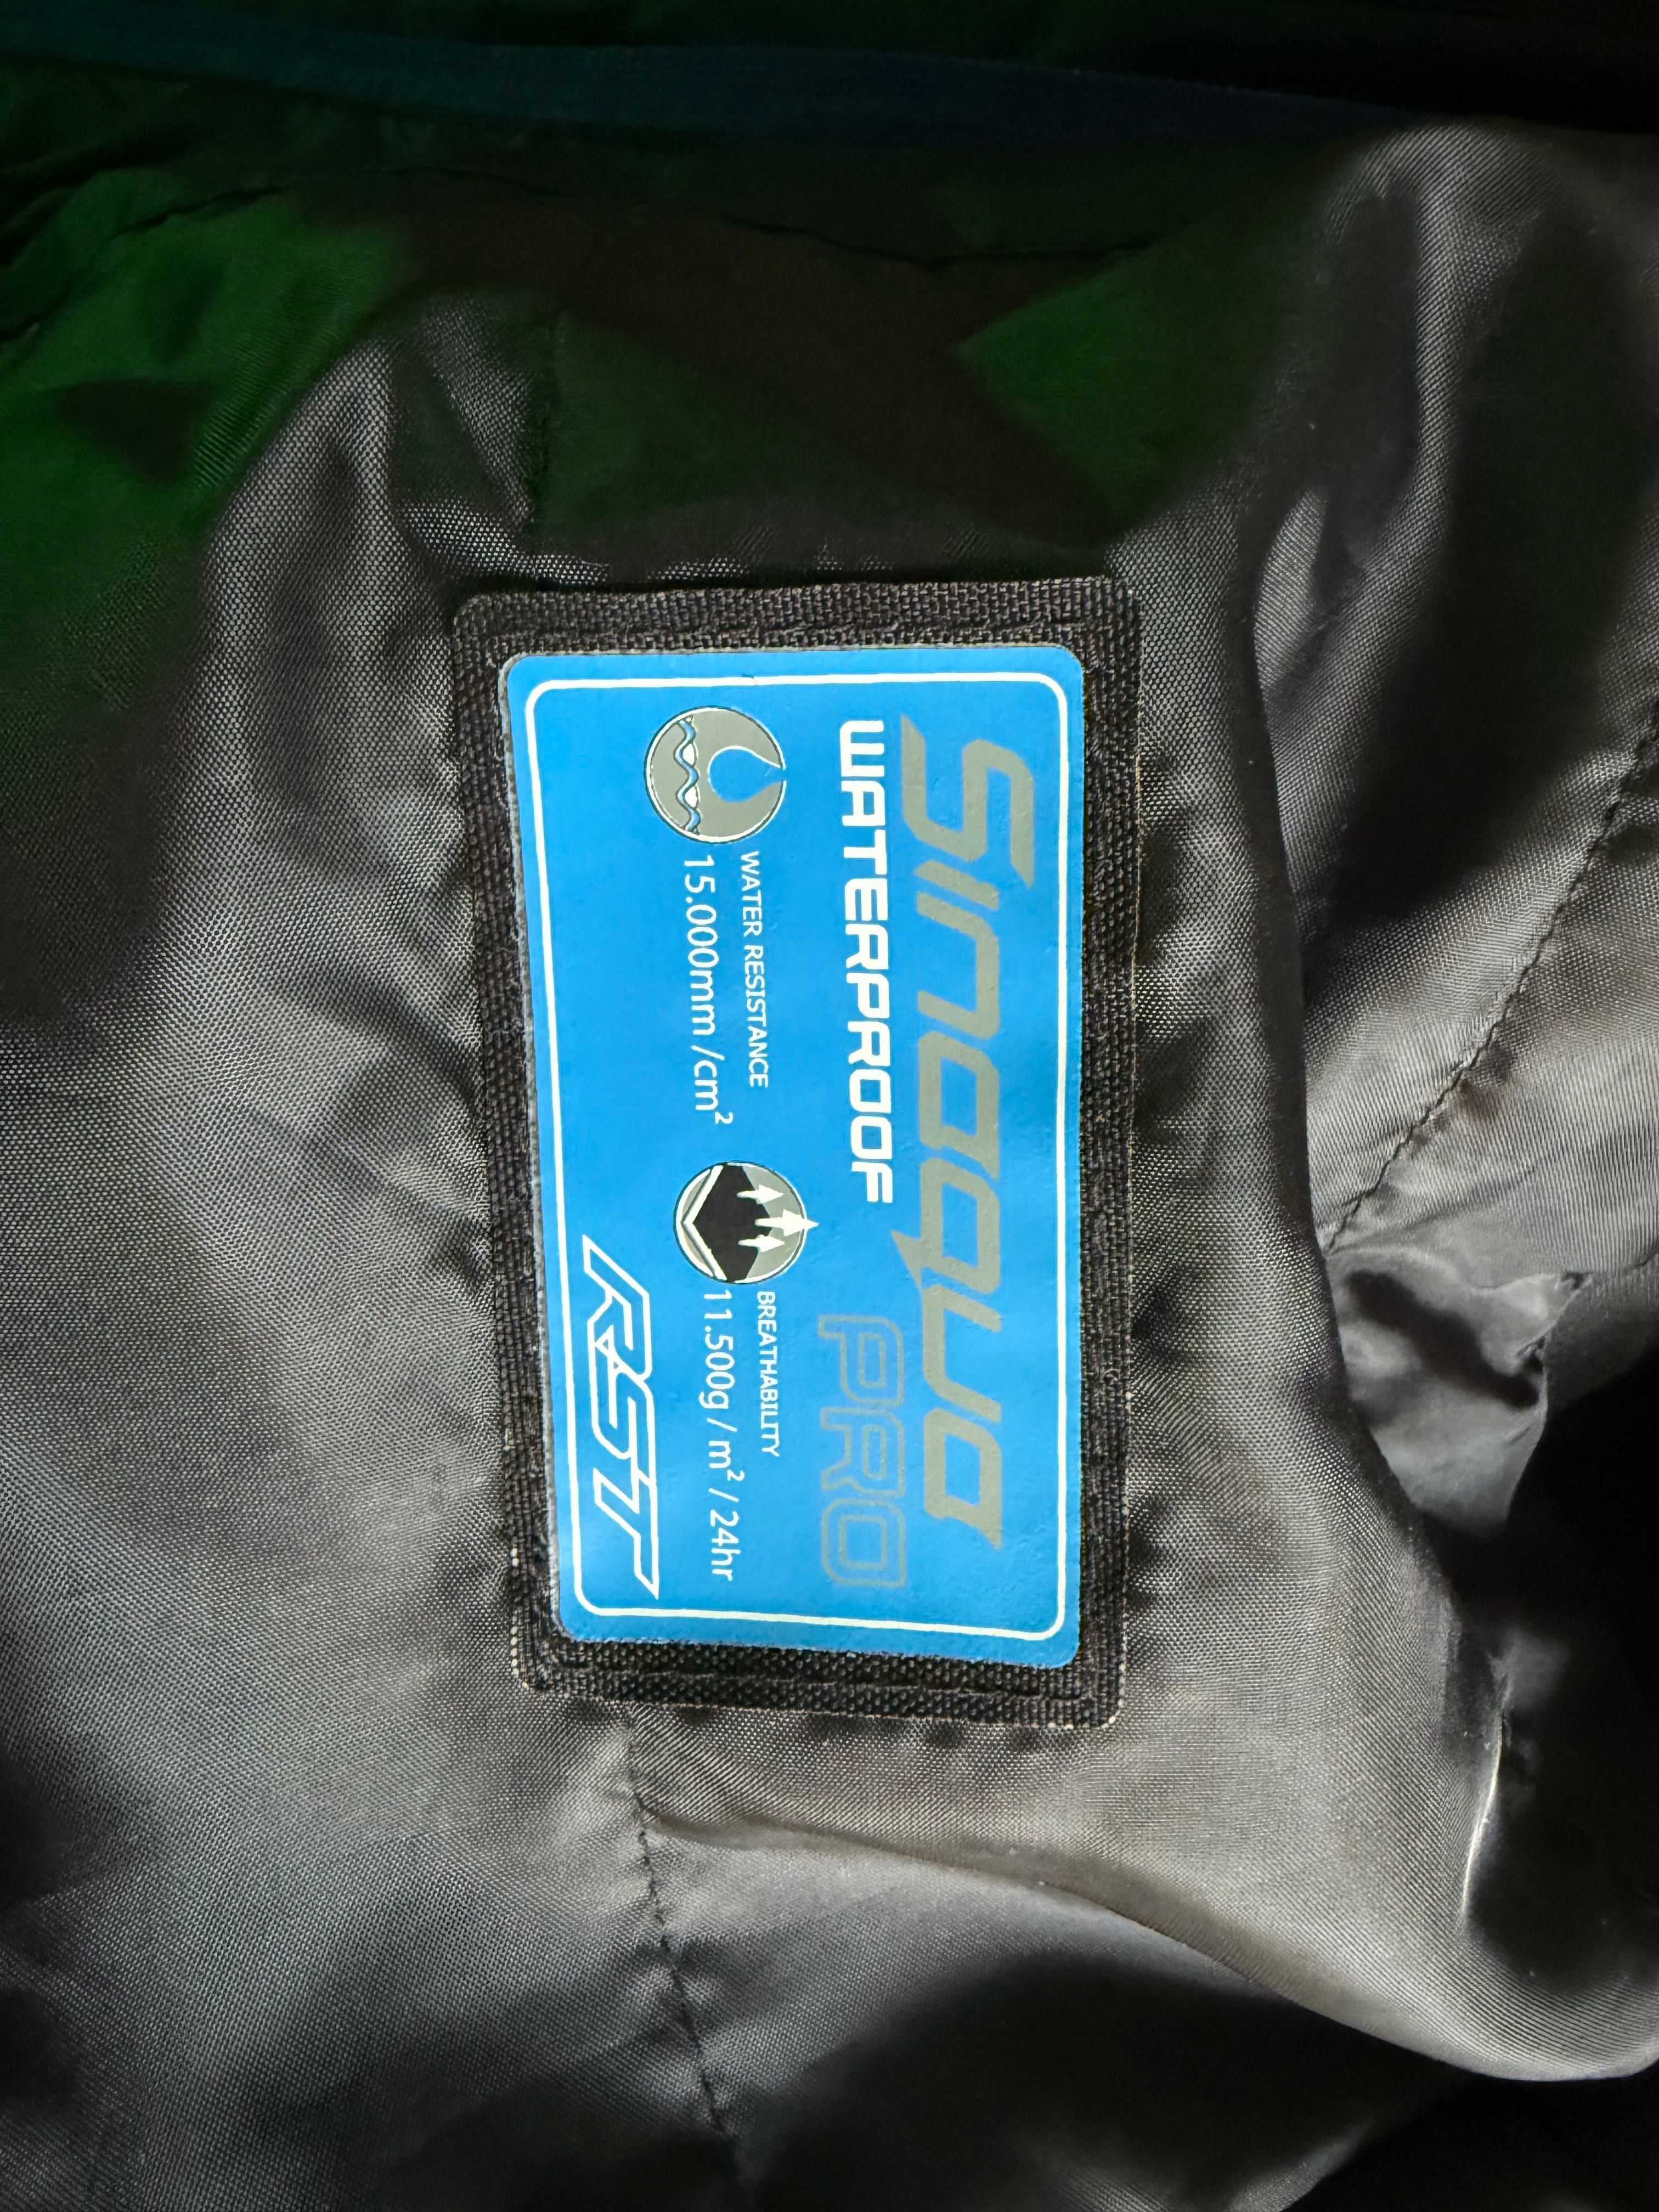 SINAQUA
WATERPROOF PRO
WATER RESISTANCE
15.000mm /cm²
BREATHABILITY
11.500g / m² / 24hr
RST